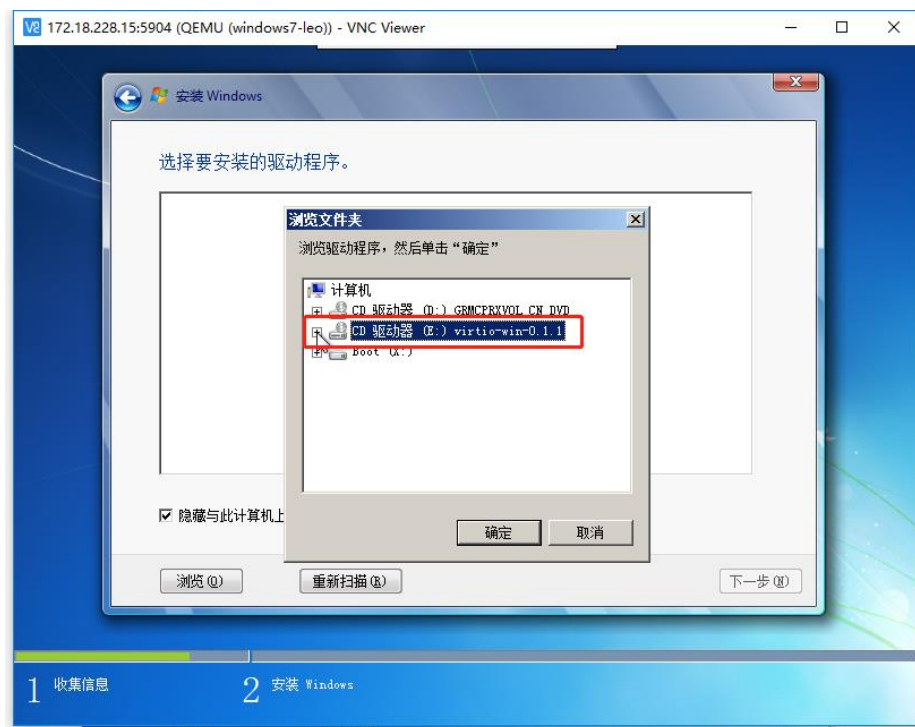 V2 172.18.228.15:5904 (QEMU (windows7-leo)) - VNC Viewer
安装 Windows
选择要安装的驱动程序。
浏览文件夹
浏览驱动程序，然后单击“确定”
计算机
CD 驱动器 (D:) GRMCPRXVOL_CN_DVD
CD 驱动器 (E:) virtio-win-0.1.1
Boot (X:)
隐藏与此计算机上
确定 取消
浏览(O) 重新扫描(R) 下一步(N)
1 收集信息 2 安装 Windows